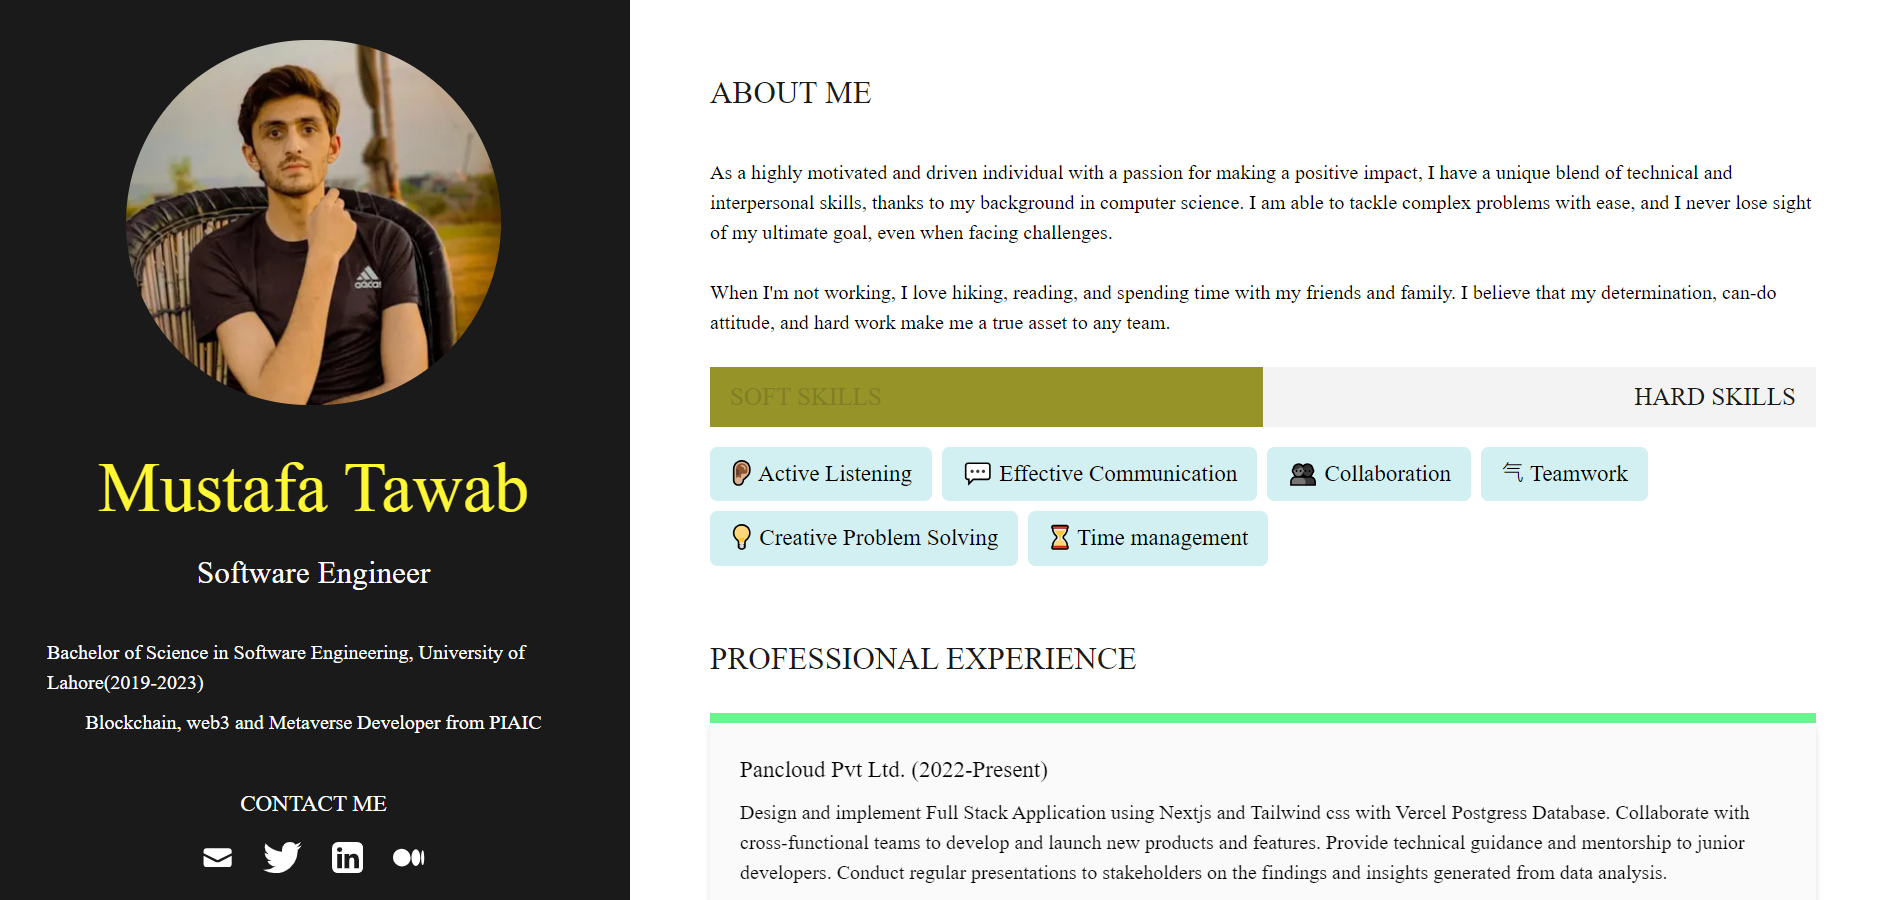 Mustafa Tawab
Software Engineer
Bachelor of Science in Software Engineering, University of
Lahore(2019-2023)
Blockchain, web3 and Metaverse Developer from PIAIC
CONTACT ME
in
ABOUT ME
As a highly motivated and driven individual with a passion for making a positive impact, I have a unique blend of technical and
interpersonal skills, thanks to my background in computer science. I am able to tackle complex problems with ease, and I never lose sight
of my ultimate goal, even when facing challenges.
When I'm not working, I love hiking, reading, and spending time with my friends and family. I believe that my determination, can-do
attitude, and hard work make me a true asset to any team.
SOFT SKILLS
HARD SKILLS
Active Listening
Effective Communication
Collaboration
Teamwork
Creative Problem Solving
Time management
PROFESSIONAL EXPERIENCE
Pancloud Pvt Ltd. (2022-Present)
Design and implement Full Stack Application using Nextjs and Tailwind css with Vercel Postgress Database. Collaborate with
cross-functional teams to develop and launch new products and features. Provide technical guidance and mentorship to junior
developers. Conduct regular presentations to stakeholders on the findings and insights generated from data analysis.